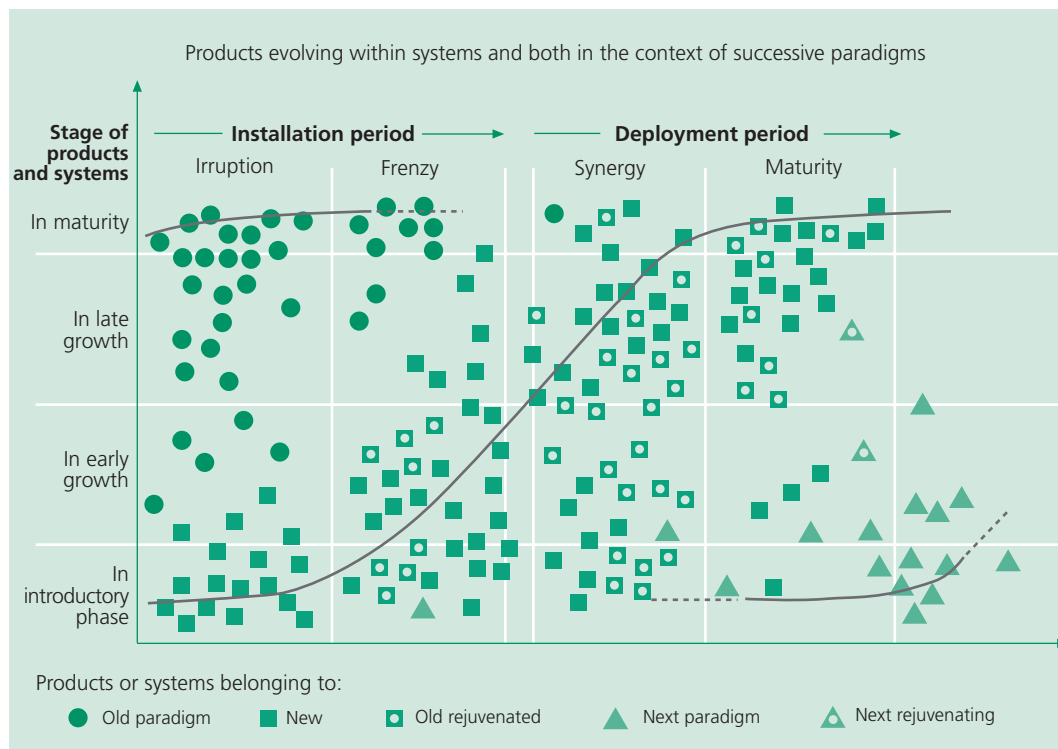 Products evolving within systems and both in the context of successive paradigms
Stage of
products
and systems
Installation period
Deployment period
Irruption
Frenzy
Synergy
Maturity
In maturity
In late
growth
In early
growth
In
introductory
phase
Products or systems belonging to:
Old paradigm
New
Old rejuvenated
Next paradigm
Next rejuvenating